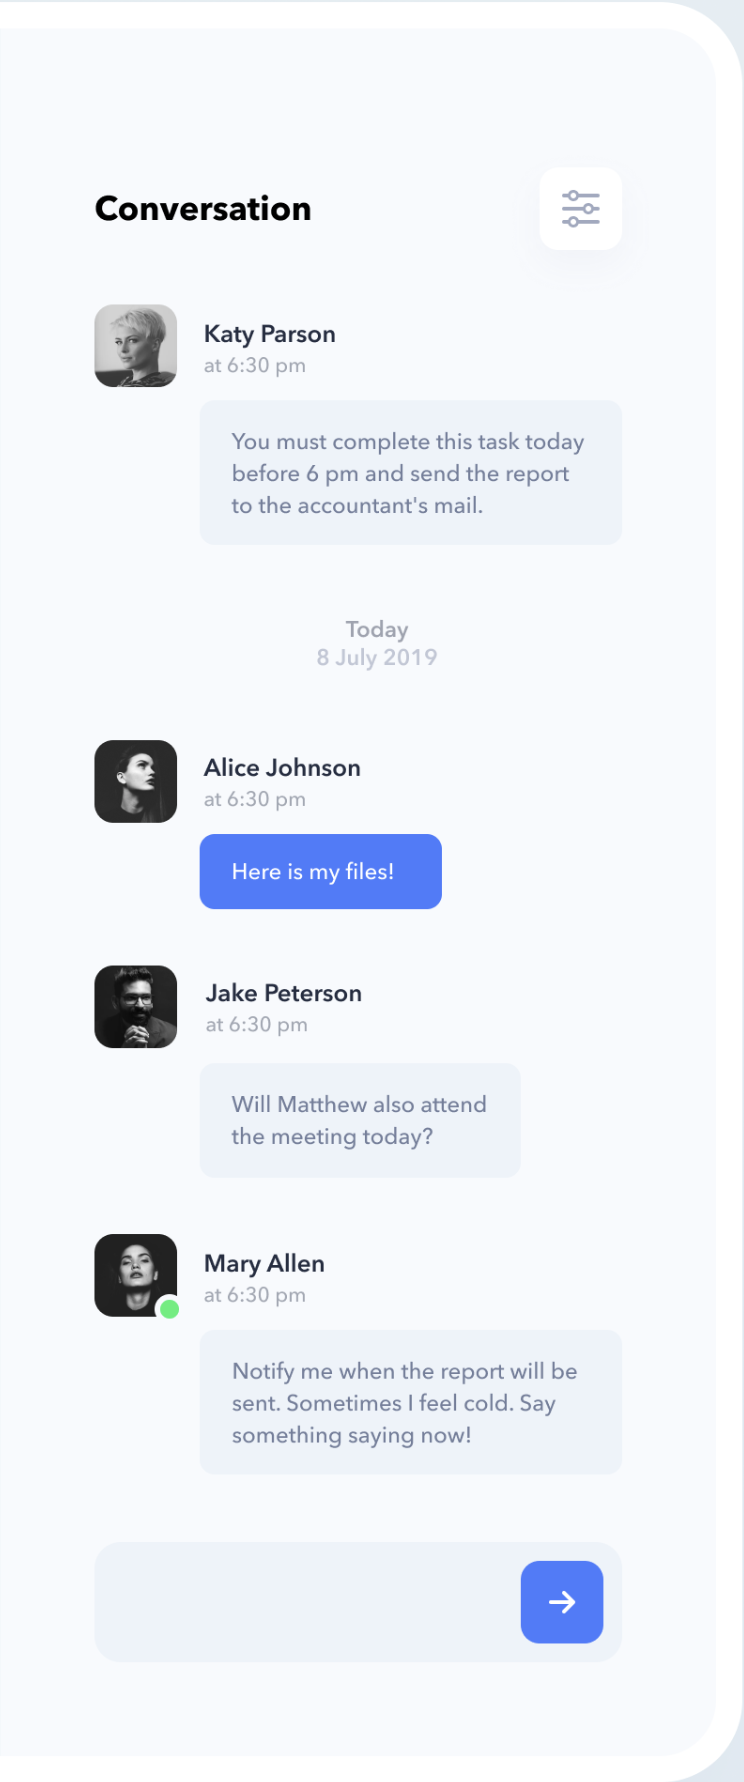 Conversation
Katy Parson
at 6:30 pm
You must complete this task today
before 6 pm and send the report
to the accountant's mail.
Today
8 July 2019
Alice Johnson
at 6:30 pm
Here is my files!
Jake Peterson
at 6:30 pm
Will Matthew also attend
the meeting today?
Mary Allen
at 6:30 pm
Notify me when the report will be
sent. Sometimes I feel cold. Say
something saying now!